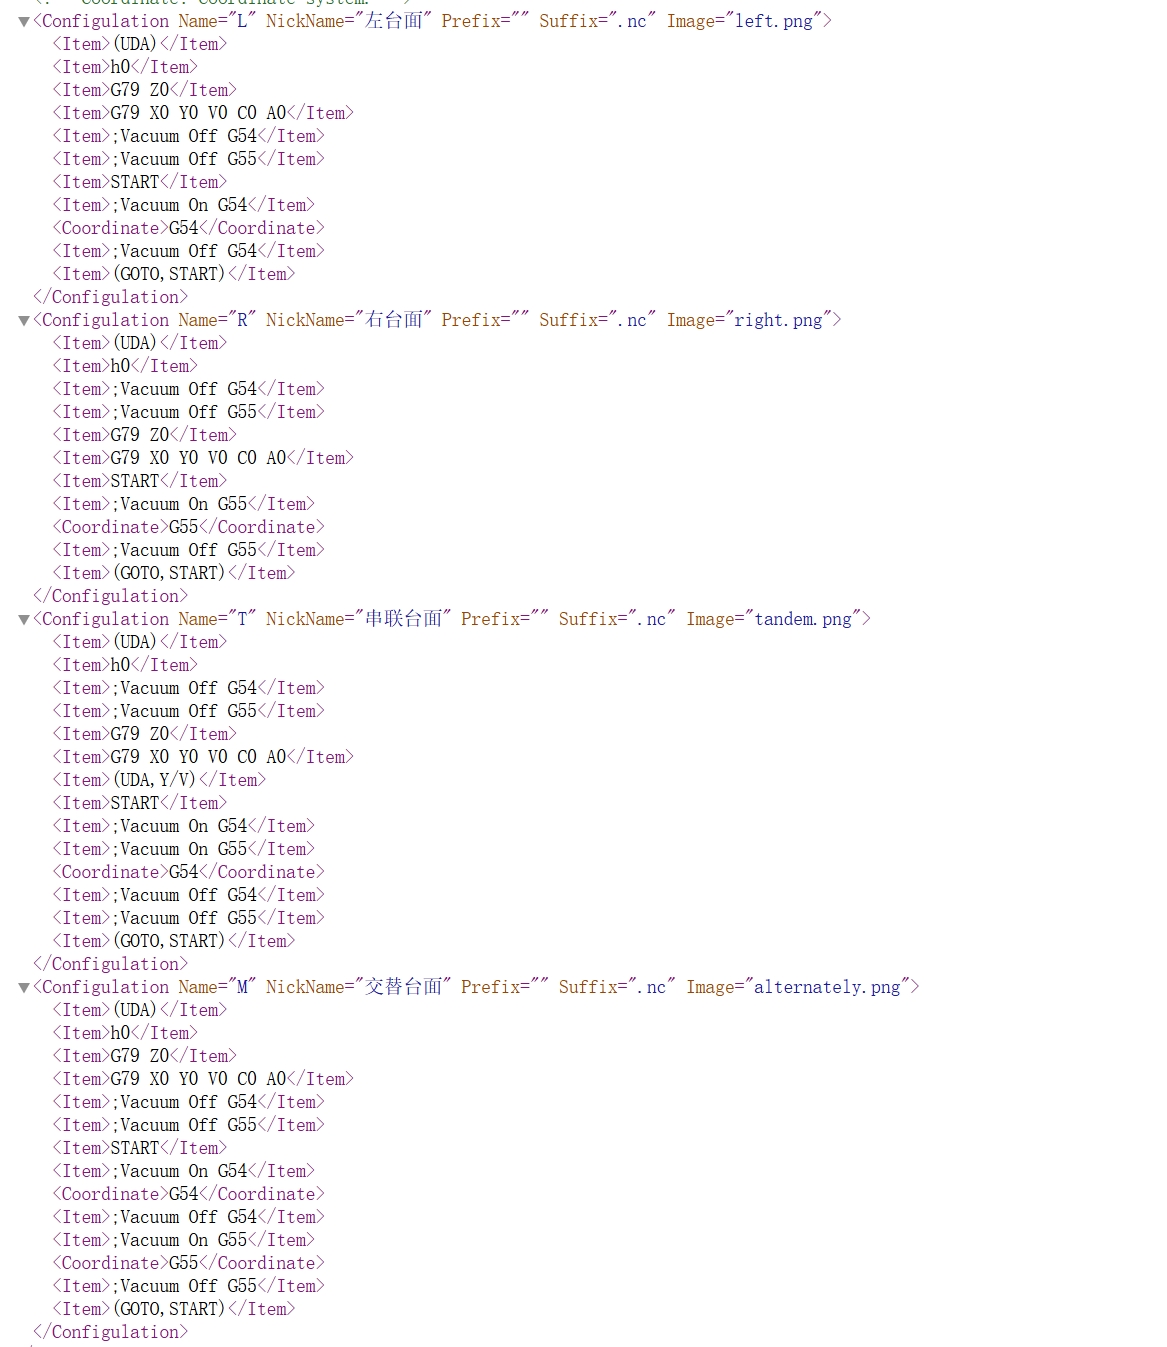 ▼<Configulation Name="L" NickName="左台面" Prefix="" Suffix=".nc" Image="left.png">
<Item>(UDA)</Item>
<Item>h0</Item>
<Item>G79 Z0</Item>
<Item>G79 X0 Y0 V0 C0 A0</Item>
<Item>;Vacuum Off G54</Item>
<Item>;Vacuum Off G55</Item>
<Item>START</Item>
<Item>;Vacuum On G54</Item>
<Coordinate>G54</Coordinate>
<Item>;Vacuum Off G54</Item>
<Item>(GOTO,START)</Item>
</Configulation>
▼<Configulation Name="R" NickName="右台面" Prefix="" Suffix=".nc" Image="right.png">
<Item>(UDA)</Item>
<Item>h0</Item>
<Item>;Vacuum Off G54</Item>
<Item>;Vacuum Off G55</Item>
<Item>G79 Z0</Item>
<Item>G79 X0 Y0 V0 C0 A0</Item>
<Item>START</Item>
<Item>;Vacuum On G55</Item>
<Coordinate>G55</Coordinate>
<Item>;Vacuum Off G55</Item>
<Item>(GOTO,START)</Item>
</Configulation>
▼<Configulation Name="T" NickName="串联台面" Prefix="" Suffix=".nc" Image="tandem.png">
<Item>(UDA)</Item>
<Item>h0</Item>
<Item>;Vacuum Off G54</Item>
<Item>;Vacuum Off G55</Item>
<Item>G79 Z0</Item>
<Item>G79 X0 Y0 V0 C0 A0</Item>
<Item>(UDA,Y/V)</Item>
<Item>START</Item>
<Item>;Vacuum On G54</Item>
<Item>;Vacuum On G55</Item>
<Coordinate>G54</Coordinate>
<Item>;Vacuum Off G54</Item>
<Item>;Vacuum Off G55</Item>
<Item>(GOTO,START)</Item>
</Configulation>
▼<Configulation Name="M" NickName="交替台面" Prefix="" Suffix=".nc" Image="alternately.png">
<Item>(UDA)</Item>
<Item>h0</Item>
<Item>G79 Z0</Item>
<Item>G79 X0 Y0 V0 C0 A0</Item>
<Item>;Vacuum Off G54</Item>
<Item>;Vacuum Off G55</Item>
<Item>START</Item>
<Item>;Vacuum On G54</Item>
<Coordinate>G54</Coordinate>
<Item>;Vacuum Off G54</Item>
<Item>;Vacuum On G55</Item>
<Coordinate>G55</Coordinate>
<Item>;Vacuum Off G55</Item>
<Item>(GOTO,START)</Item>
</Configulation>